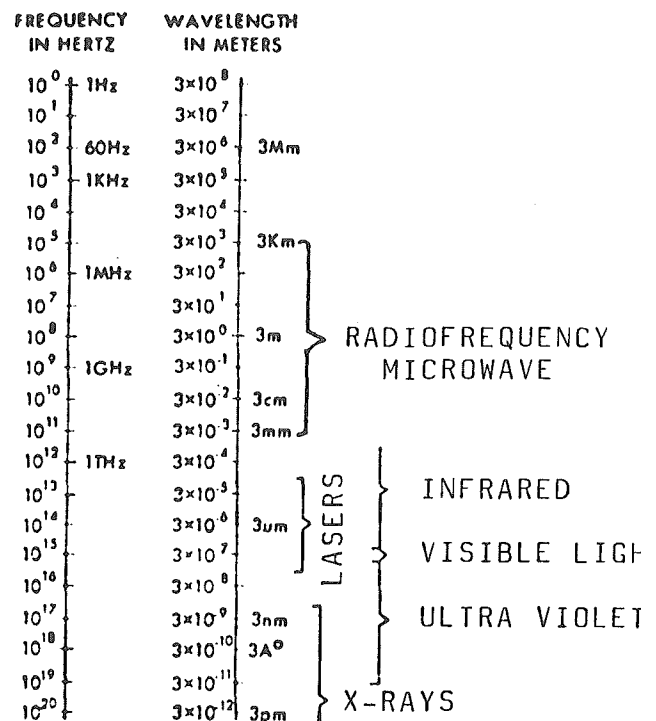 FREQUENCY WAVELENGTH
IN HERTZ IN METERS
10⁰ 1Hz 3×10⁸
10¹ 3×10⁷
10² 60Hz 3×10⁶ 3Mm
10³ 1KHz 3×10⁵
10⁴ 3×10⁴
10⁵ 3×10³ 3Km
10⁶ 1MHz 3×10²
10⁷ 3×10¹
10⁸ 3×10⁰ 3m RADIOFREQUENCY
10⁹ 1GHz 3×10⁻¹ MICROWAVE
10¹⁰ 3×10⁻² 3cm
10¹¹ 3×10⁻³ 3mm
10¹² 1THz 3×10⁻⁴
10¹³ 3×10⁻⁵ LASERS INFRARED
10¹⁴ 3×10⁻⁶ 3um
10¹⁵ 3×10⁻⁷ VISIBLE LIGH
10¹⁶ 3×10⁻⁸
10¹⁷ 3×10⁻⁹ 3nm ULTRA VIOLET
10¹⁸ 3×10⁻¹⁰ 3A°
10¹⁹ 3×10⁻¹¹
10²⁰ 3×10⁻¹² 3pm X-RAYS